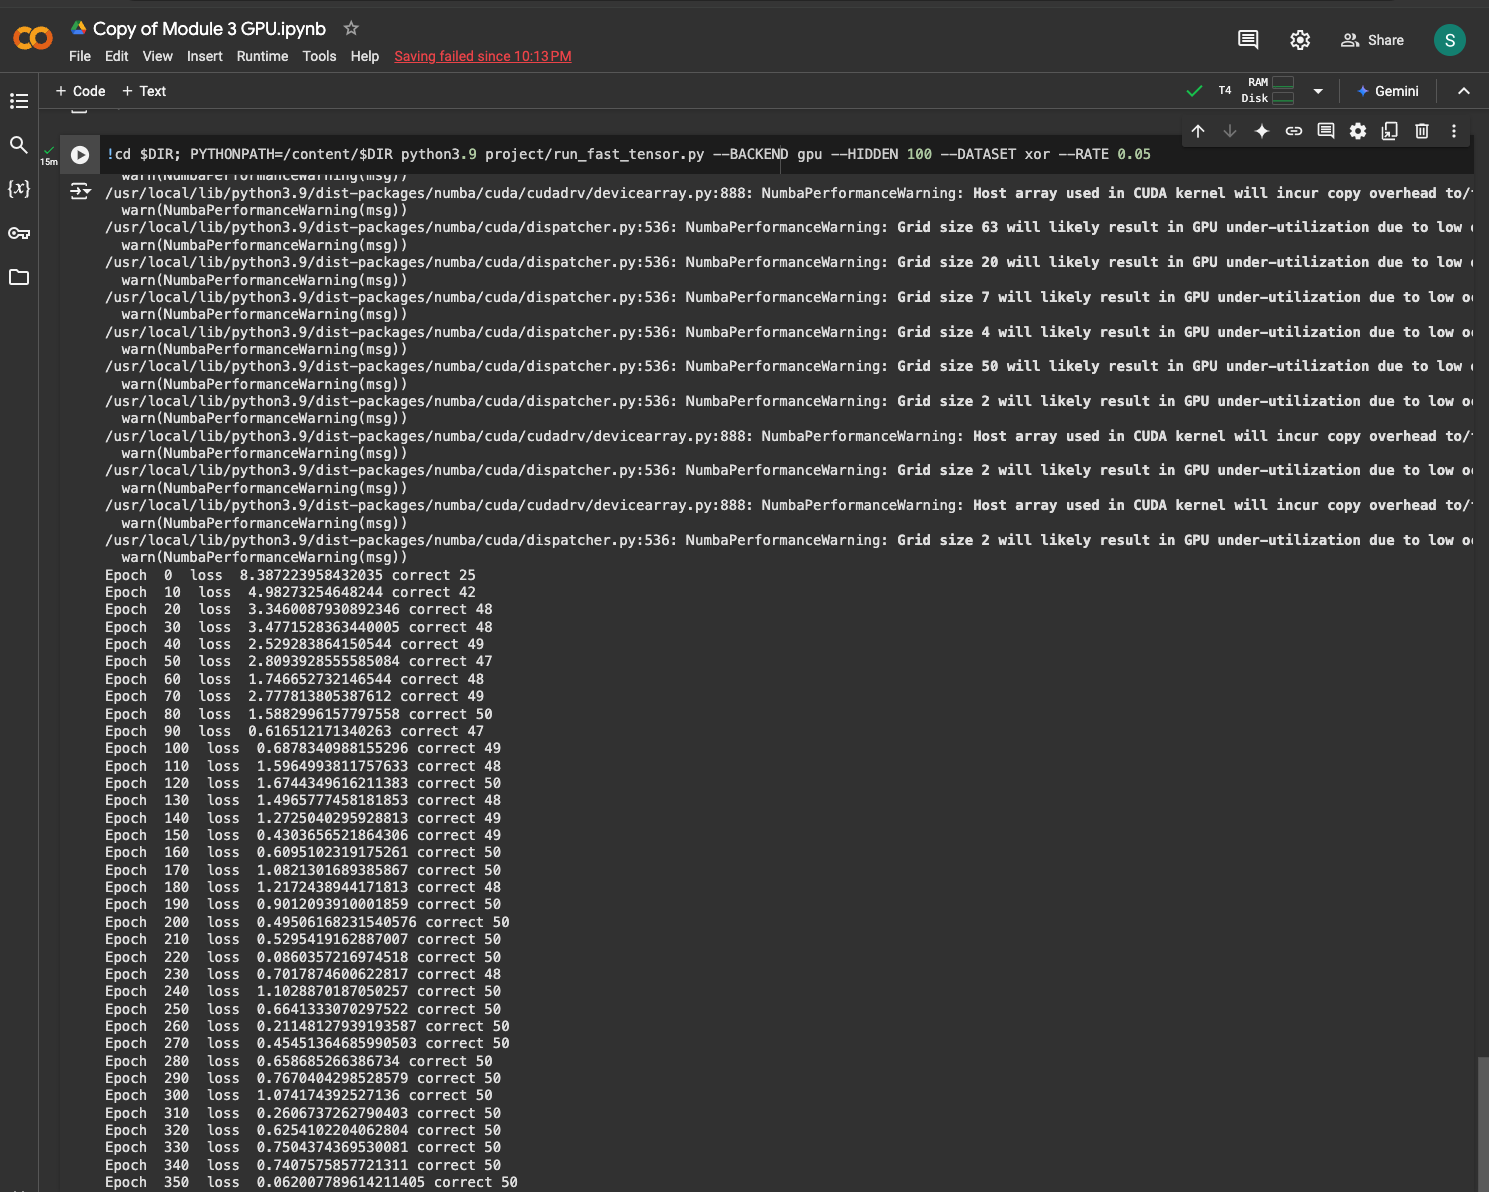 Copy of Module 3 GPU.ipynb
File Edit View Insert Runtime Tools Help Saving failed since 10:13 PM
Share
S
+ Code + Text
T4 RAM Disk
Gemini
15m
!cd $DIR; PYTHONPATH=/content/$DIR python3.9 project/run_fast_tensor.py --BACKEND gpu --HIDDEN 100 --DATASET xor --RATE 0.05
{x}
warn(NumbaPerformanceWarning(msg))
/usr/local/lib/python3.9/dist-packages/numba/cuda/cudadrv/devicearray.py:888: NumbaPerformanceWarning: Host array used in CUDA kernel will incur copy overhead to/
warn(NumbaPerformanceWarning(msg))
/usr/local/lib/python3.9/dist-packages/numba/cuda/dispatcher.py:536: NumbaPerformanceWarning: Grid size 63 will likely result in GPU under-utilization due to low
warn(NumbaPerformanceWarning(msg))
/usr/local/lib/python3.9/dist-packages/numba/cuda/dispatcher.py:536: NumbaPerformanceWarning: Grid size 20 will likely result in GPU under-utilization due to low
warn(NumbaPerformanceWarning(msg))
/usr/local/lib/python3.9/dist-packages/numba/cuda/dispatcher.py:536: NumbaPerformanceWarning: Grid size 7 will likely result in GPU under-utilization due to low
warn(NumbaPerformanceWarning(msg))
/usr/local/lib/python3.9/dist-packages/numba/cuda/dispatcher.py:536: NumbaPerformanceWarning: Grid size 4 will likely result in GPU under-utilization due to low
warn(NumbaPerformanceWarning(msg))
/usr/local/lib/python3.9/dist-packages/numba/cuda/dispatcher.py:536: NumbaPerformanceWarning: Grid size 50 will likely result in GPU under-utilization due to low
warn(NumbaPerformanceWarning(msg))
/usr/local/lib/python3.9/dist-packages/numba/cuda/dispatcher.py:536: NumbaPerformanceWarning: Grid size 2 will likely result in GPU under-utilization due to low
warn(NumbaPerformanceWarning(msg))
/usr/local/lib/python3.9/dist-packages/numba/cuda/cudadrv/devicearray.py:888: NumbaPerformanceWarning: Host array used in CUDA kernel will incur copy overhead to/
warn(NumbaPerformanceWarning(msg))
/usr/local/lib/python3.9/dist-packages/numba/cuda/dispatcher.py:536: NumbaPerformanceWarning: Grid size 2 will likely result in GPU under-utilization due to low
warn(NumbaPerformanceWarning(msg))
/usr/local/lib/python3.9/dist-packages/numba/cuda/cudadrv/devicearray.py:888: NumbaPerformanceWarning: Host array used in CUDA kernel will incur copy overhead to/
warn(NumbaPerformanceWarning(msg))
/usr/local/lib/python3.9/dist-packages/numba/cuda/dispatcher.py:536: NumbaPerformanceWarning: Grid size 2 will likely result in GPU under-utilization due to low
warn(NumbaPerformanceWarning(msg))
Epoch 0 loss 8.387223958432035 correct 25
Epoch 10 loss 4.98273254648244 correct 42
Epoch 20 loss 3.3460087930892346 correct 48
Epoch 30 loss 3.4771528363440005 correct 48
Epoch 40 loss 2.529283864150544 correct 49
Epoch 50 loss 2.8093928555585084 correct 47
Epoch 60 loss 1.746652732146544 correct 48
Epoch 70 loss 2.777813805387612 correct 49
Epoch 80 loss 1.5882996157797558 correct 50
Epoch 90 loss 0.616512171340263 correct 47
Epoch 100 loss 0.6878340988155296 correct 49
Epoch 110 loss 1.5964993811757633 correct 48
Epoch 120 loss 1.6744349616211383 correct 50
Epoch 130 loss 1.4965777458181853 correct 48
Epoch 140 loss 1.2725040295928813 correct 49
Epoch 150 loss 0.4303656521864306 correct 49
Epoch 160 loss 0.6095102319175261 correct 50
Epoch 170 loss 1.0821301689385867 correct 50
Epoch 180 loss 1.2172438944171813 correct 48
Epoch 190 loss 0.9012093910001859 correct 50
Epoch 200 loss 0.49506168231540576 correct 50
Epoch 210 loss 0.5295419162887007 correct 50
Epoch 220 loss 0.0860357216974518 correct 50
Epoch 230 loss 0.7017874600622817 correct 48
Epoch 240 loss 1.1028870187050257 correct 50
Epoch 250 loss 0.6641333070297522 correct 50
Epoch 260 loss 0.21148127939193587 correct 50
Epoch 270 loss 0.45451364685990503 correct 50
Epoch 280 loss 0.658685266386734 correct 50
Epoch 290 loss 0.7670404298528579 correct 50
Epoch 300 loss 1.074174392527136 correct 50
Epoch 310 loss 0.2606737262790403 correct 50
Epoch 320 loss 0.6254102204062804 correct 50
Epoch 330 loss 0.7504374369530081 correct 50
Epoch 340 loss 0.7407575857721311 correct 50
Epoch 350 loss 0.062007789614211405 correct 50